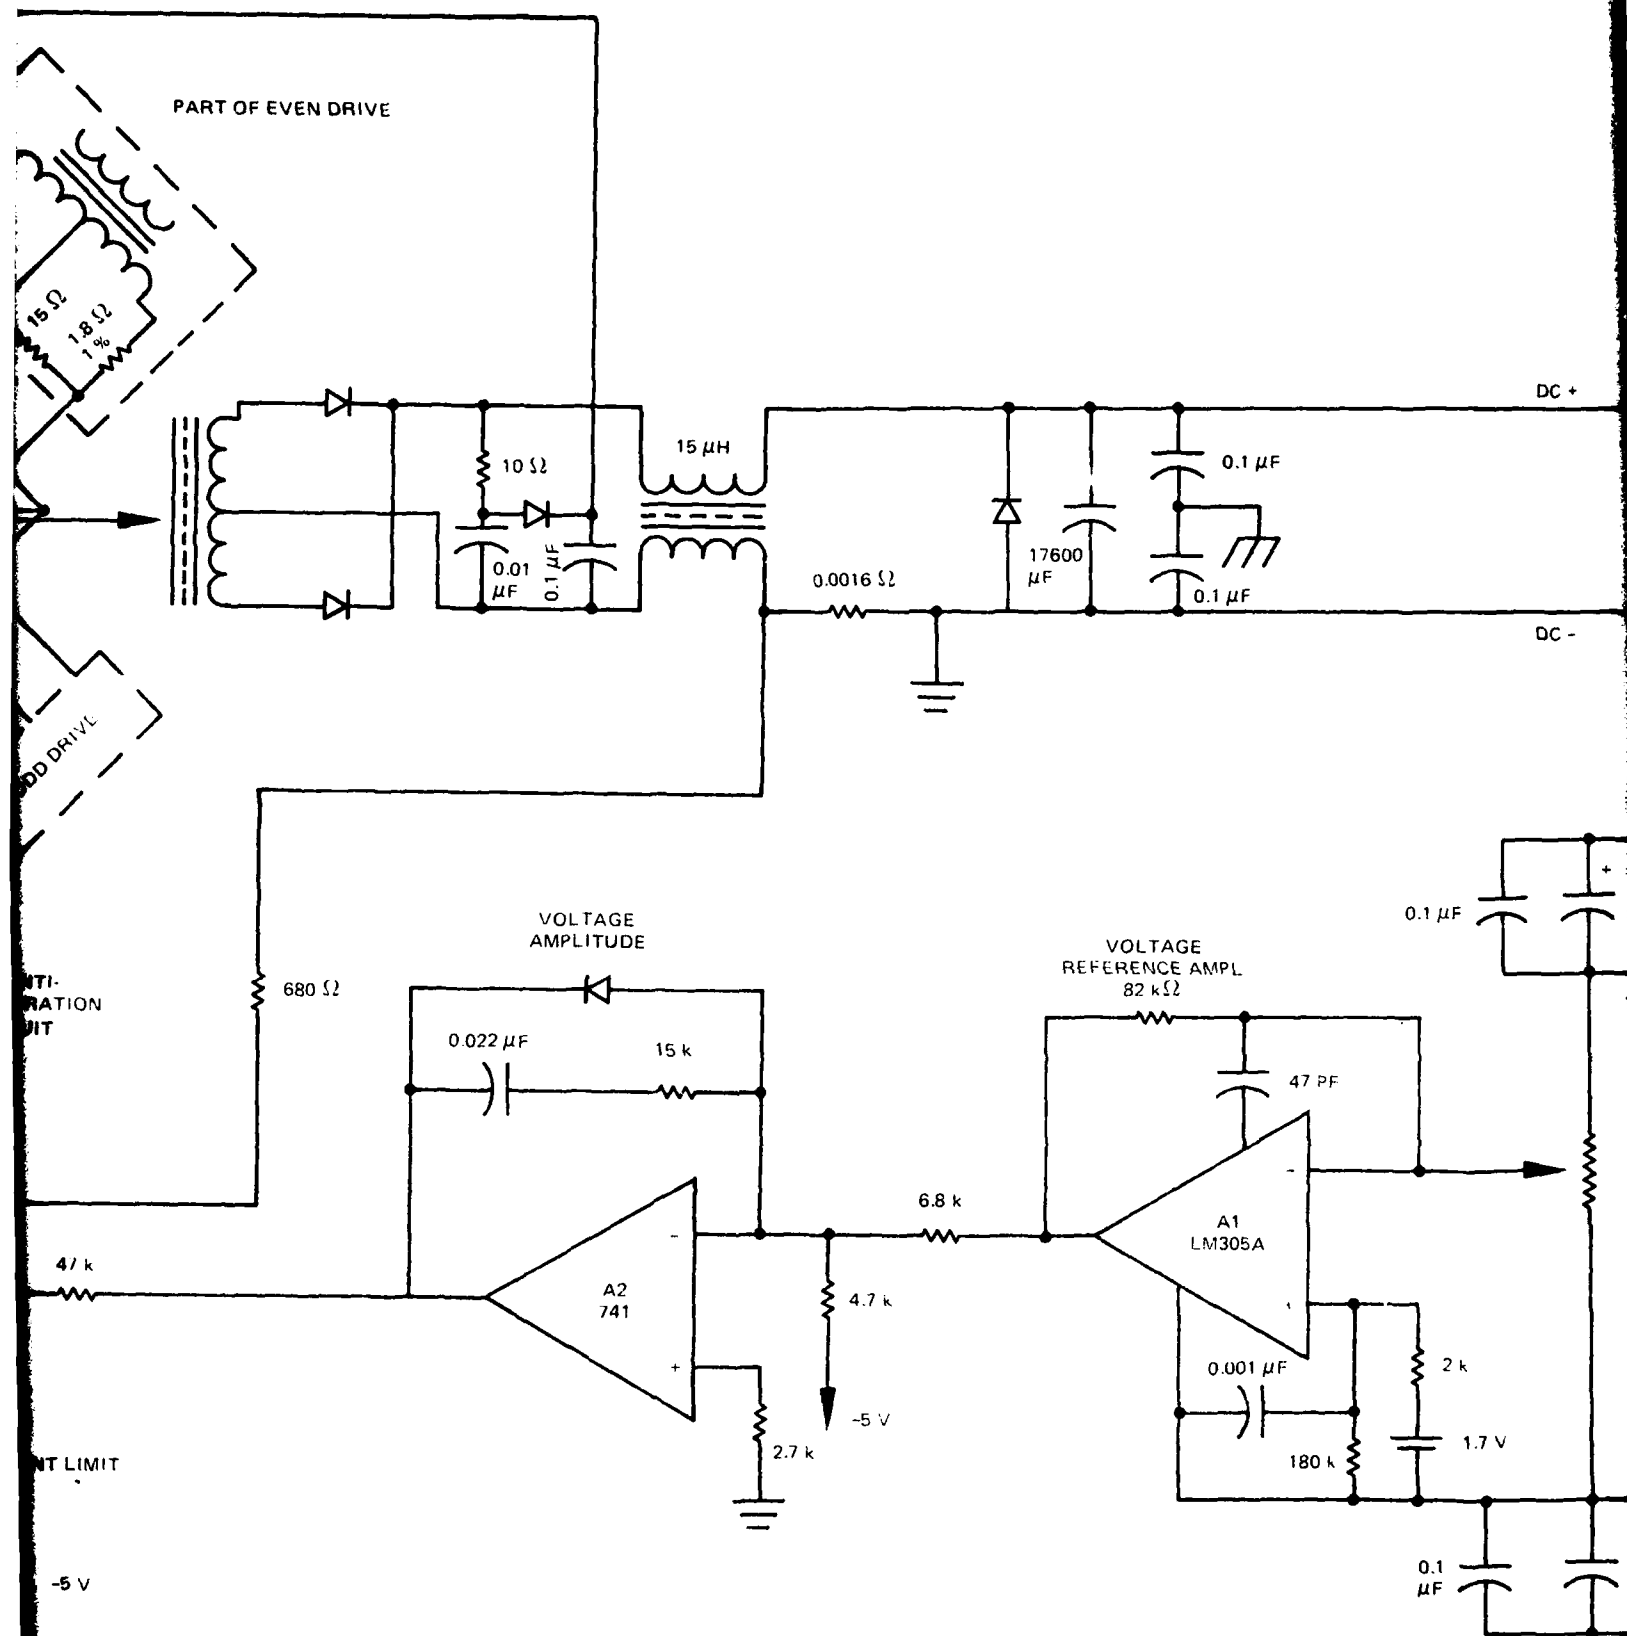 PART OF EVEN DRIVE
15 Ω
1.8 Ω
1 %
DC +
15 μH
10 Ω
0.1 μF
0.01
μF
0.1 μF
17600
μF
0.0016 Ω
0.1 μF
DC -
DRIVE
0.1 μF
+
VOLTAGE
AMPLITUDE
VOLTAGE
REFERENCE AMPL
82 kΩ
NTI-
RATION
UIT
680 Ω
0.022 μF
15 k
47 PF
-
6.8 k
A1
LM305A
-
47 k
A2
741
4.7 k
+
0.001 μF
2 k
-5 V
2.7 k
180 k
1.7 V
NT LIMIT
0.1
μF
-5 V